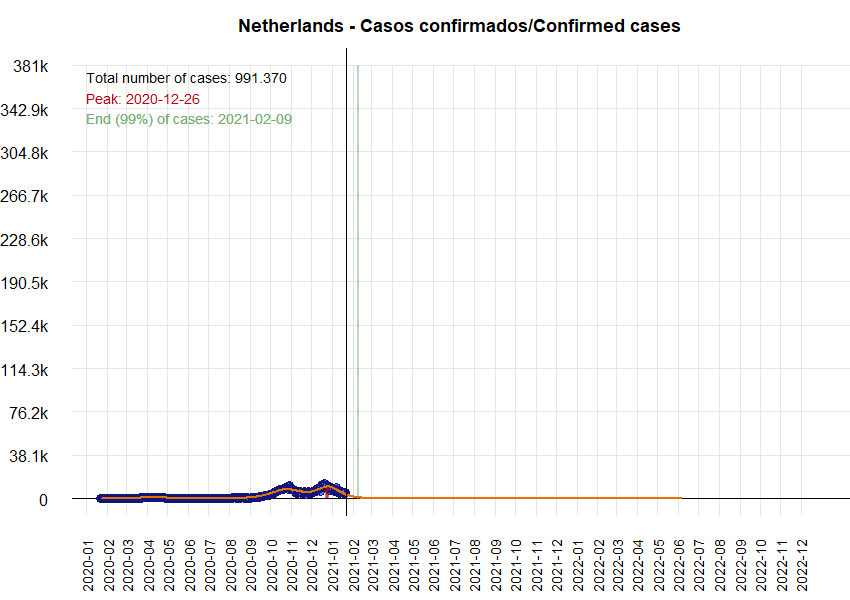 Netherlands - Casos confirmados/Confirmed cases
381k
Total number of cases: 991.370
Peak: 2020-12-26
End (99%) of cases: 2021-02-09
342.9k
304.8k
266.7k
228.6k
190.5k
152.4k
114.3k
76.2k
38.1k
0
2020-01
2020-02
2020-03
2020-04
2020-05
2020-06
2020-07
2020-08
2020-09
2020-10
2020-11
2020-12
2021-01
2021-02
2021-03
2021-04
2021-05
2021-06
2021-07
2021-08
2021-09
2021-10
2021-11
2021-12
2022-01
2022-02
2022-03
2022-04
2022-05
2022-06
2022-07
2022-08
2022-09
2022-10
2022-11
2022-12